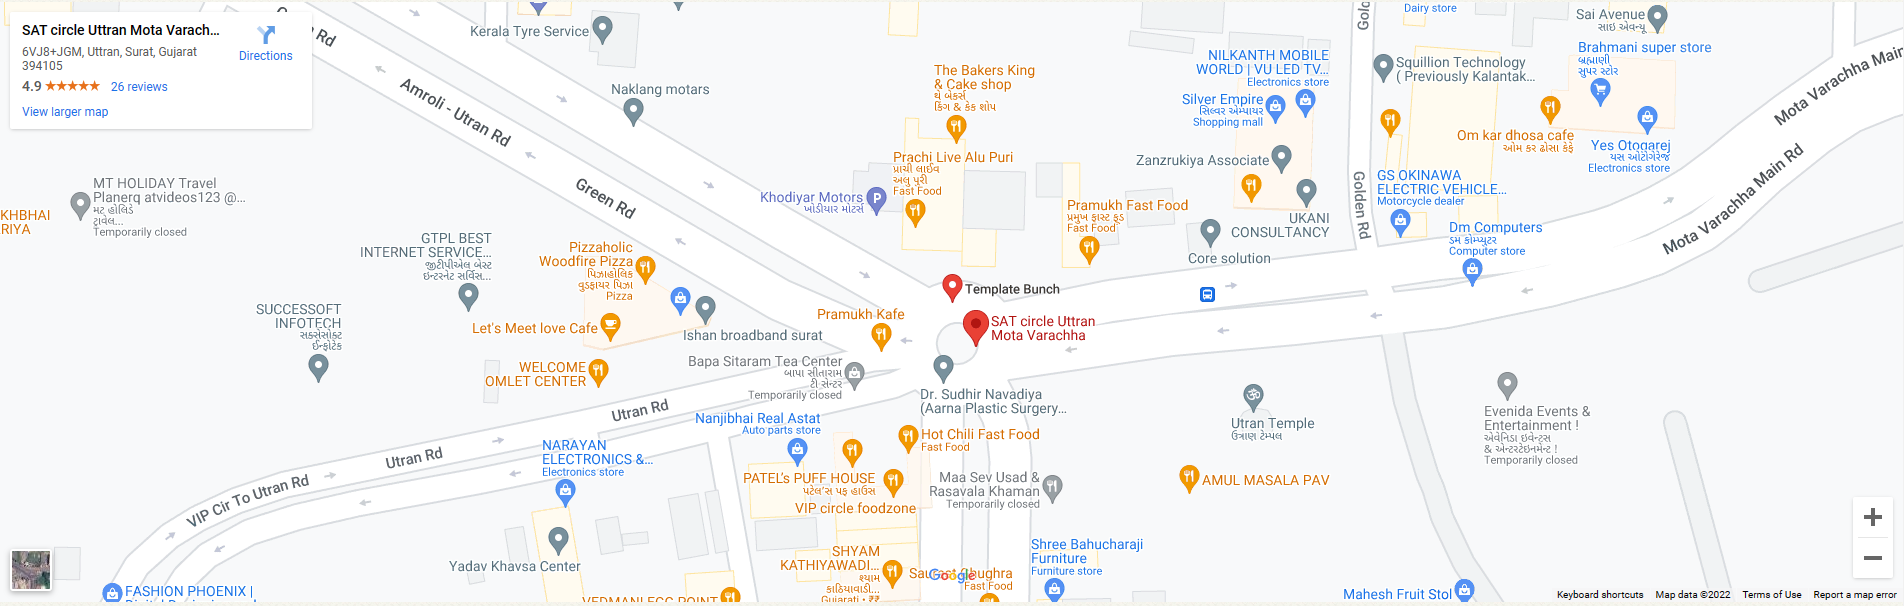 SAT circle Uttran Mota Varach...
6VJ8+JGM, Uttran, Surat, Gujarat
394105
4.9
26 reviews
View larger map
Directions
Rd
Kerala Tyre Service
Naklang motars
Amroli - Utran Rd
Green Rd
MT HOLIDAY Travel
Planerq atvideos123 @...
મટ હોલિડે
ટ્રાવેલ...
Temporarily closed
KHBHAI
RIYA
GTPL BEST
INTERNET SERVICE...
જીટીપીએલ બેસ્ટ
ઇન્ટરનેટ સર્વિસ...
SUCCESSOFT
INFOTECH
સક્સેસોફ્ટ
ઈન્ફોટેક
Pizzaholic
Woodfire Pizza
પિઝાહોલિક
વુડફાયર પિઝા
Pizza
Let's Meet love Cafe
WELCOME
OMLET CENTER
Ishan broadband surat
Pramukh Kafe
Bapa Sitaram Tea Center
બાપા સીતારામ
ટી સેન્ટર
Temporarily closed
The Bakers King
& Cake shop
ધ બેકર્સ
કિંગ & કેક શોપ
Prachi Live Alu Puri
પ્રાચી લાઈવ
અલુ પૂરી
Fast Food
Khodiyar Motors
ખોડીયાર મોટર્સ
P
Pramukh Fast Food
પ્રમુખ ફાસ્ટ ફૂડ
Fast Food
Template Bunch
SAT circle Uttran
Mota Varachha
Dr. Sudhir Navadiya
(Aarna Plastic Surgery...
NILKANTH MOBILE
WORLD | VU LED TV...
Electronics store
Silver Empire
સિલ્વર એમ્પાયર
Shopping mall
Zanzrukiya Associate
UKANI
CONSULTANCY
Core solution
Golden Rd
Dairy store
Sai Avenue
સાઇ એવન્યૂ
Squillion Technology
( Previously Kalantak...
Brahmani super store
બ્રહ્માણી
સુપર સ્ટોર
Om kar dhosa cafe
ઓમ કર ઢોસા કેફે
Yes Otogarej
યસ ઓટોગેરેજ
Electronics store
GS OKINAWA
ELECTRIC VEHICLE...
Motorcycle dealer
Dm Computers
ડમ કોમ્પ્યુટર
Computer store
Mota Varachha Main
Mota Varachha Main Rd
Utran Rd
Utran Rd
VIP Cir To Utran Rd
Nanjibhai Real Astat
Auto parts store
NARAYAN
ELECTRONICS &...
Electronics store
Yadav Khavsa Center
FASHION PHOENIX |
PATEL's PUFF HOUSE
પટેલ'સ પફ હાઉસ
VIP circle foodzone
Hot Chili Fast Food
Fast Food
Maa Sev Usad &
Rasavala Khaman
Temporarily closed
SHYAM
KATHIYAWADI...
શ્યામ
કાઠિયાવાડી...
Gujarati • ₹₹
VEDMANI EGG POINT
Ghughra
Fast Food
Google
Shree Bahucharaji
Furniture
Furniture store
AMUL MASALA PAV
Utran Temple
ઉત્રાણ ટેમ્પલ
Evenida Events &
Entertainment !
એવેનિડા ઇવેન્ટ્સ
& એન્ટરટેઇનમેન્ટ !
Temporarily closed
Mahesh Fruit Stol
Keyboard shortcuts
Map data ©2022
Terms of Use
Report a map error